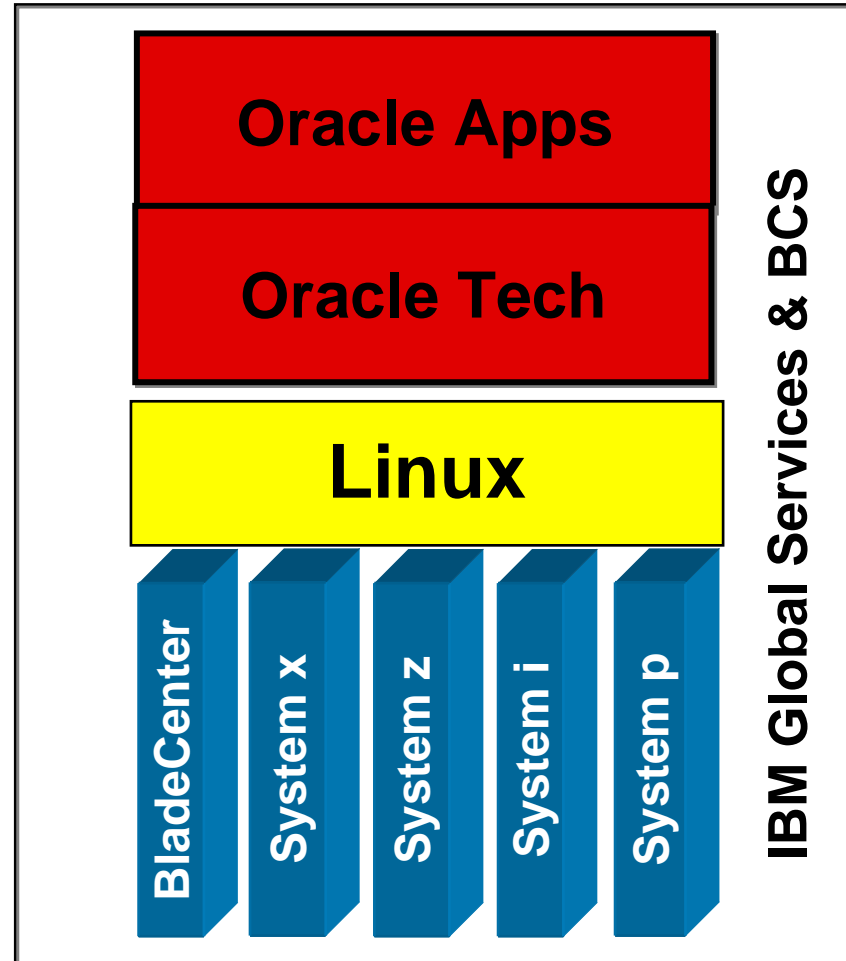 Oracle Apps
Oracle Tech
Linux
BladeCenter
System x
System z
System i
System p
IBM Global Services & BCS